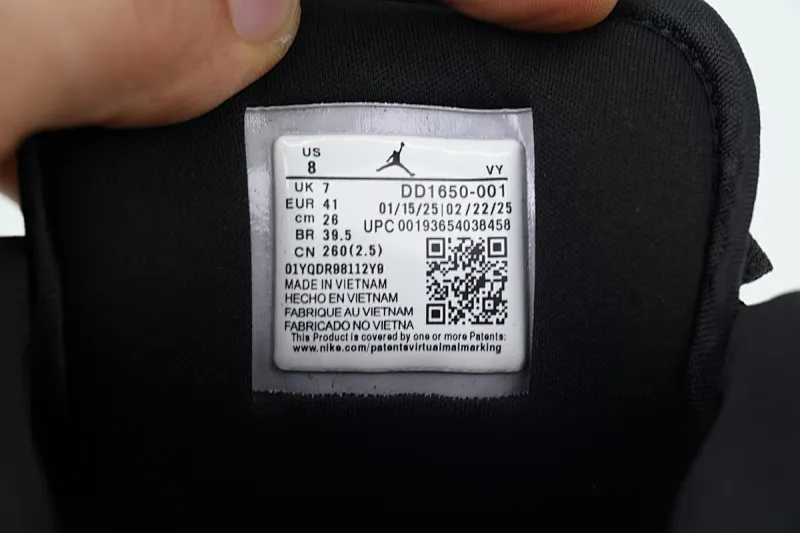 US
8
VY
UK 7
DD1650-001
EUR 41
01/15/25|02/22/25
cm 26
UPC 00193654038458
BR 39.5
CN 260(2.5)
01YQDR98112Y9
MADE IN VIETNAM
HECHO EN VIETNAM
FABRIQUE AU VIETNAM
FABRICADO NO VIETNA
This Product is covered by one or more Patents:
www.nike.com/patentsvirtualmalmarking